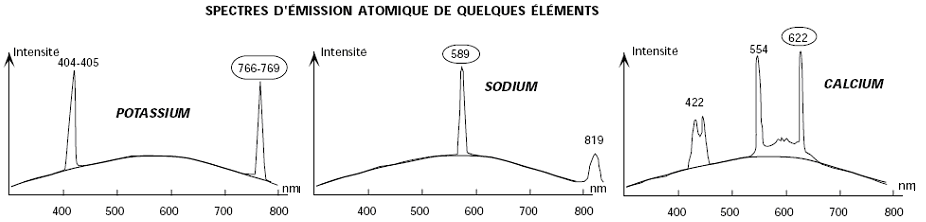 SPECTRES D'ÉMISSION ATOMIQUE DE QUELQUES ÉLÉMENTS
Intensité
404-405
766-769
POTASSIUM
nm
400 500 600 700 800
Intensité
589
SODIUM
819
nm
400 500 600 700 800
Intensité
422
554
622
CALCIUM
nm
400 500 600 700 800